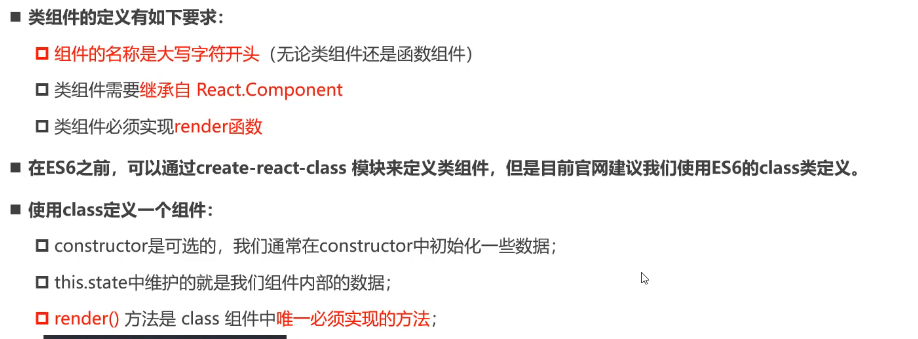 类组件的定义有如下要求：
组件的名称是大写字符开头（无论类组件还是函数组件）
类组件需要继承自 React.Component
类组件必须实现render函数
在ES6之前，可以通过create-react-class 模块来定义类组件，但是目前官网建议我们使用ES6的class类定义。
使用class定义一个组件：
constructor是可选的，我们通常在constructor中初始化一些数据；
this.state中维护的就是我们组件内部的数据；
render() 方法是 class 组件中唯一必须实现的方法；